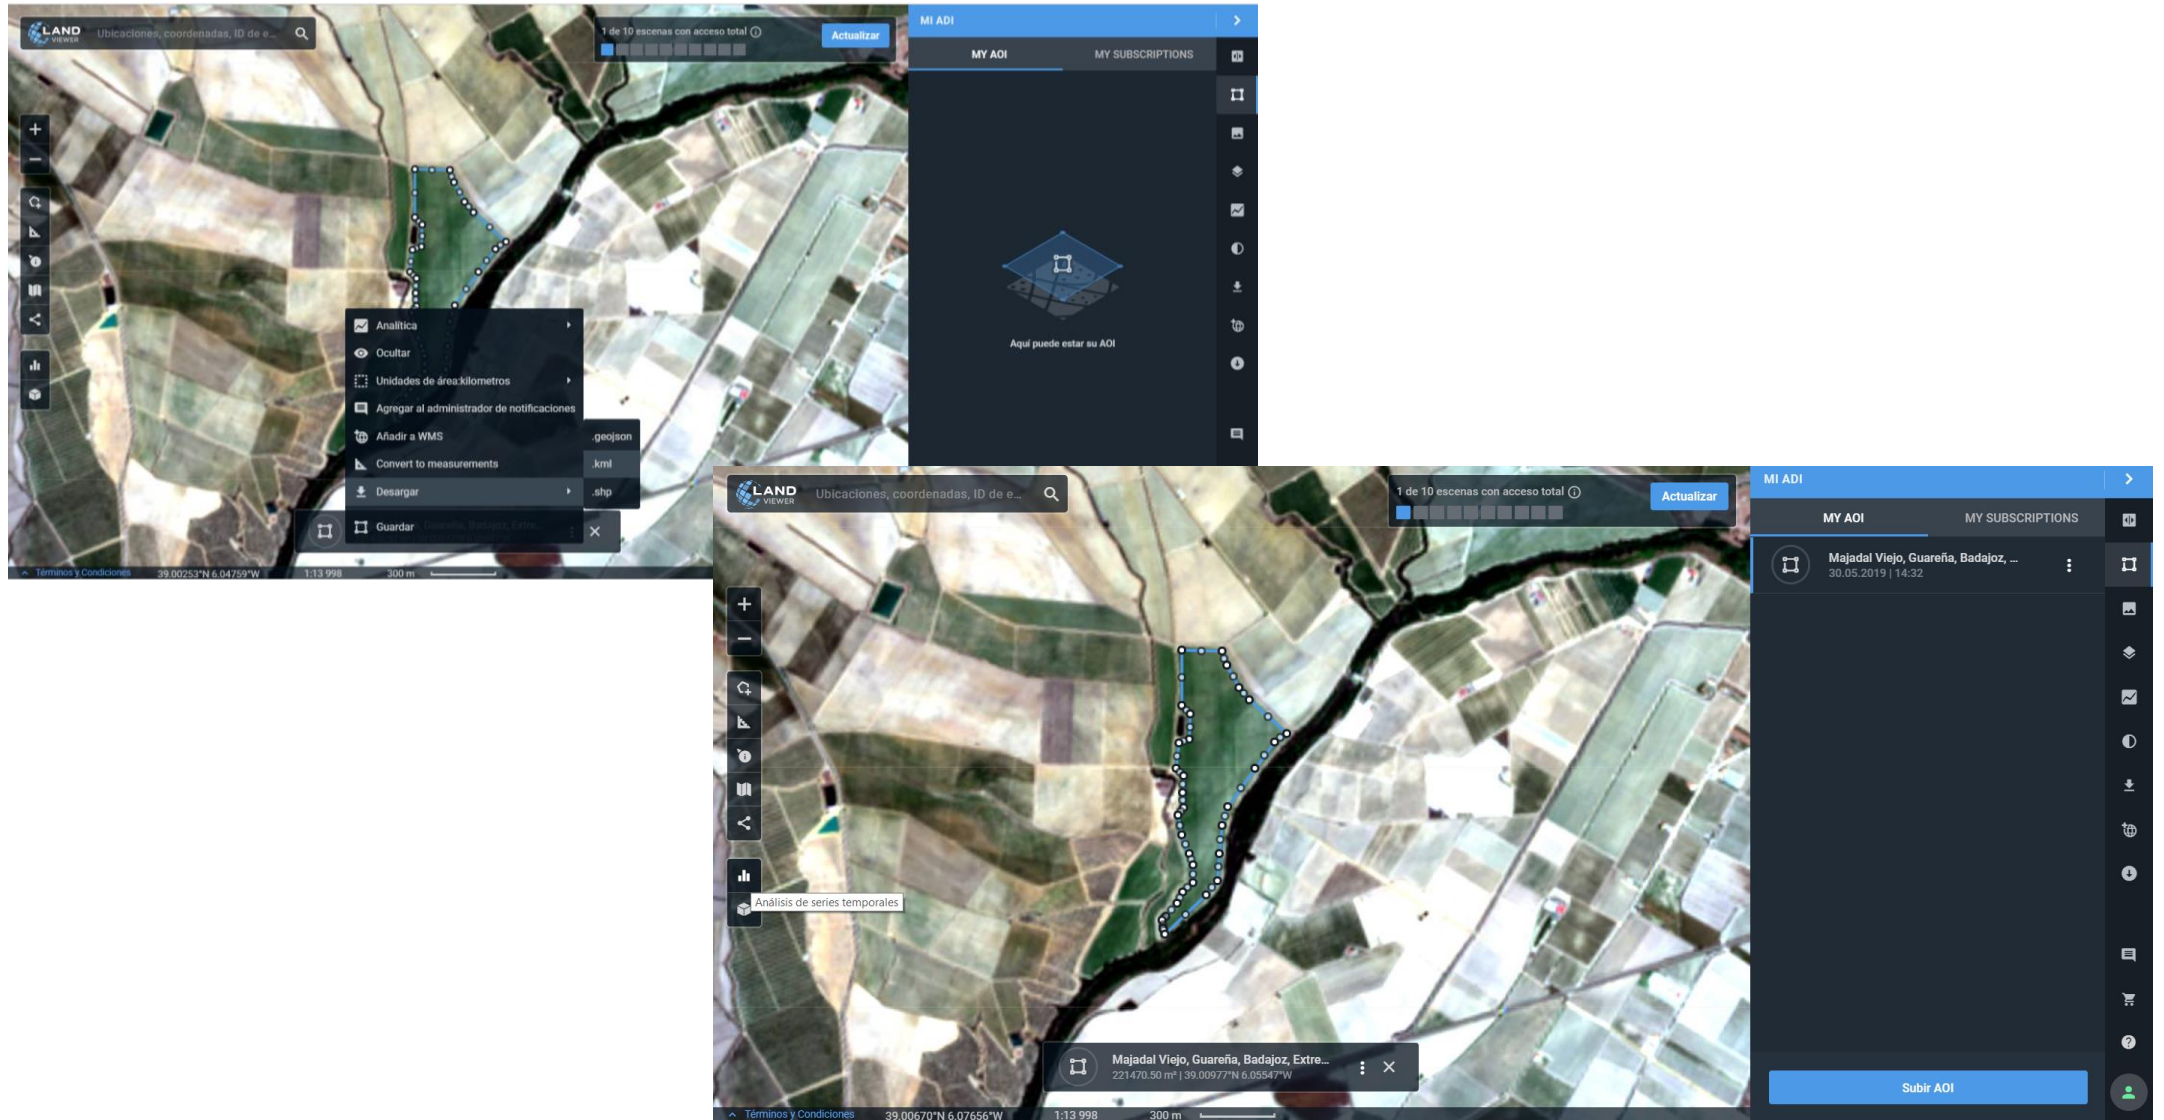 LAND
VIEWER
Ubicaciones, coordenadas, ID de e...
1 de 10 escenas con acceso total
Actualizar
MI ADI
MY AOI
MY SUBSCRIPTIONS
Aquí puede estar su AOI
Analítica
Ocultar
Unidades de área:kilometros
Agregar al administrador de notificaciones
Añadir a WMS
Convert to measurements
Desargar
Guardar
.geojson
.kml
.shp
Términos y Condiciones
39.00253°N 6.04759°W
1:13 998
300 m
LAND
VIEWER
Ubicaciones, coordenadas, ID de e...
1 de 10 escenas con acceso total
Actualizar
MI ADI
MY AOI
MY SUBSCRIPTIONS
Majadal Viejo, Guareña, Badajoz, ...
30.05.2019 | 14:32
Análisis de series temporales
Majadal Viejo, Guareña, Badajoz, Extre...
221470.50 m² | 39.00977°N 6.05547°W
Subir AOI
Términos y Condiciones
39.00670°N 6.07656°W
1:13 998
300 m